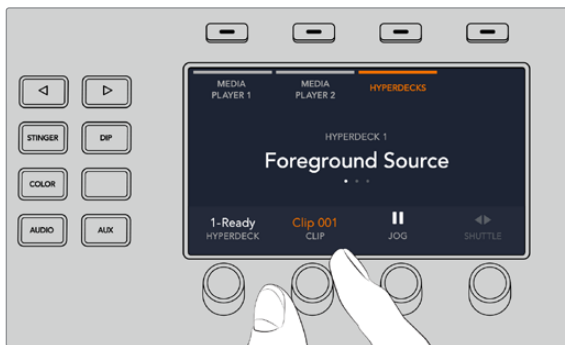 MEDIA
PLAYER 1
MEDIA
PLAYER 2
HYPERDECKS
STINGER
DIP
HYPERDECK 1
Foreground Source
COLOR
1-Ready
HYPERDECK
Clip 001
CLIP
JOG
SHUTTLE
AUDIO
AUX